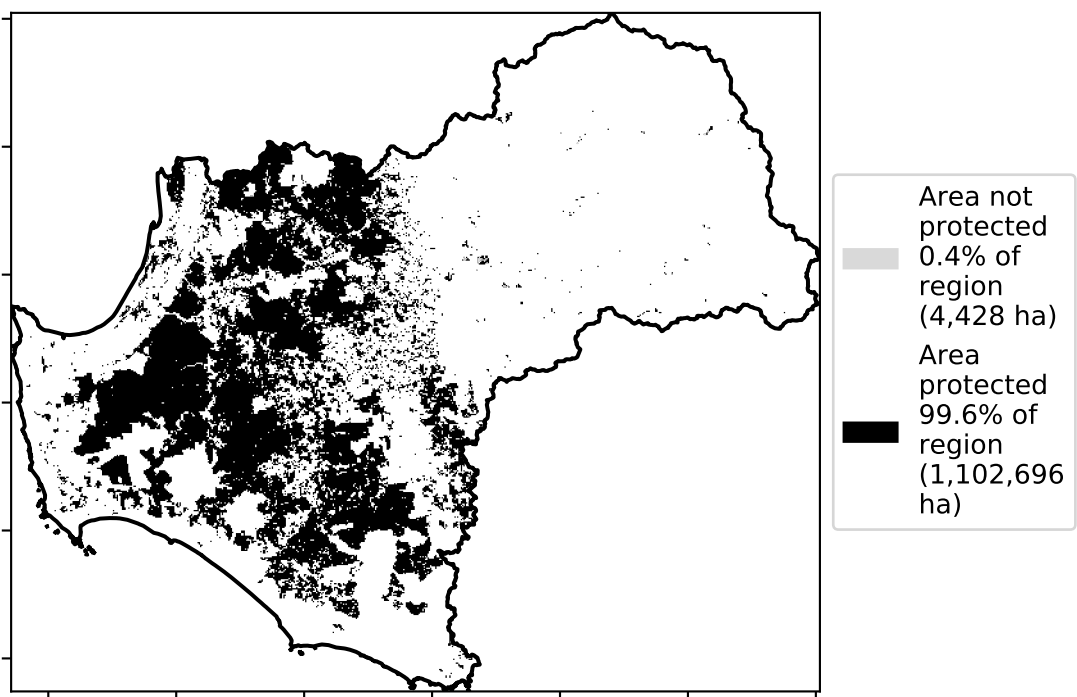 Area not
protected
0.4% of
region
(4,428 ha)
Area
protected
99.6% of
region
(1,102,696
ha)